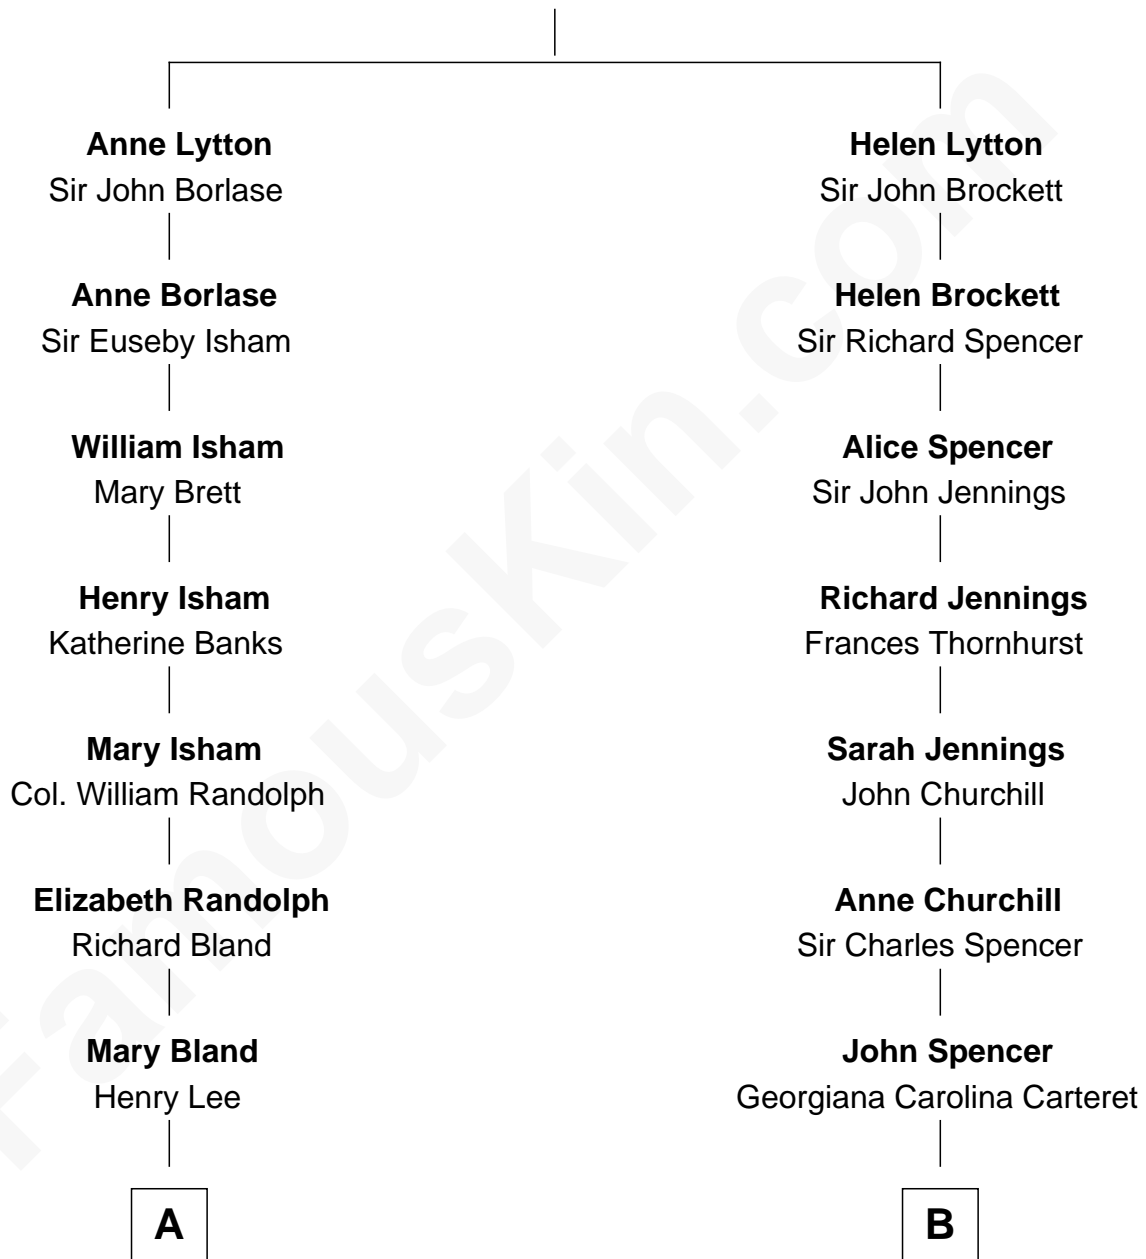 Anne Lytton
Sir John Borlase
Helen Lytton
Sir John Brockett
Anne Borlase
Sir Euseby Isham
Helen Brockett
Sir Richard Spencer
William Isham
Mary Brett
Alice Spencer
Sir John Jennings
Henry Isham
Katherine Banks
Richard Jennings
Frances Thornhurst
Mary Isham
Col. William Randolph
Sarah Jennings
John Churchill
Elizabeth Randolph
Richard Bland
Anne Churchill
Sir Charles Spencer
Mary Bland
Henry Lee
John Spencer
Georgiana Carolina Carteret
A
B
FamousKin.com